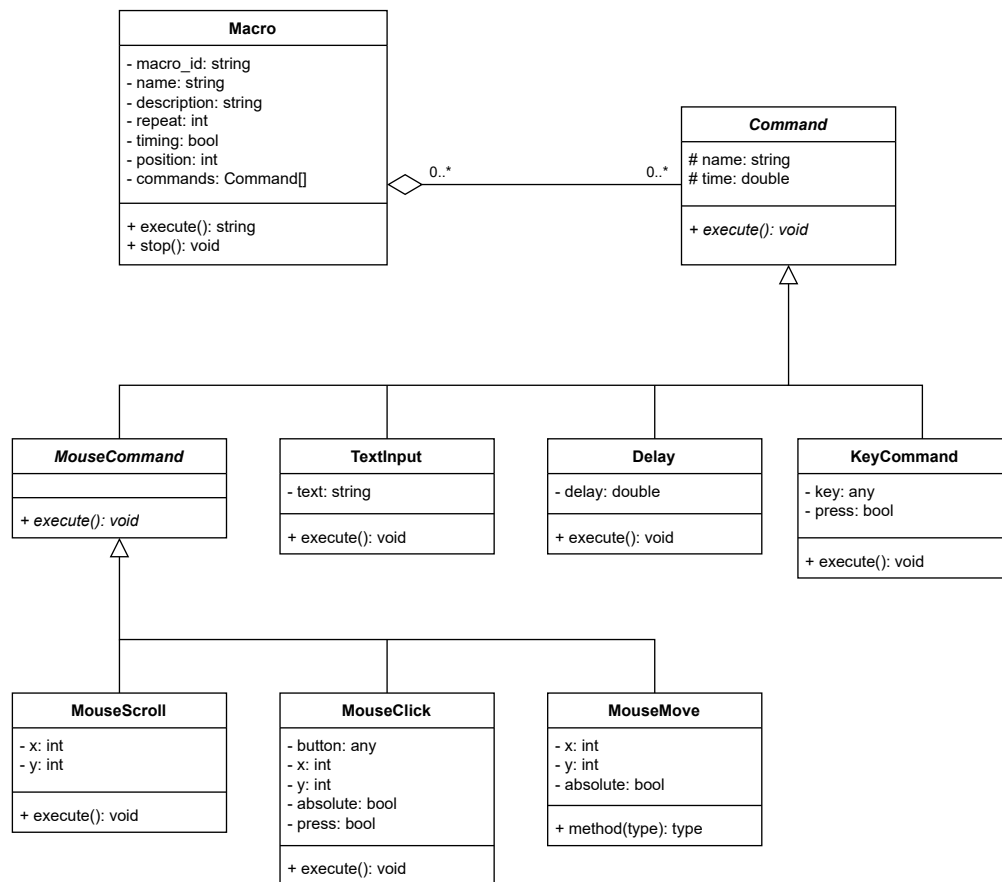 Macro
- macro_id: string
- name: string
- description: string
- repeat: int
- timing: bool
- position: int
- commands: Command[]
+ execute(): string
+ stop(): void
0..*
0..*
Command
# name: string
# time: double
+ execute(): void
MouseCommand
+ execute(): void
TextInput
- text: string
+ execute(): void
Delay
- delay: double
+ execute(): void
KeyCommand
- key: any
- press: bool
+ execute(): void
MouseScroll
- x: int
- y: int
+ execute(): void
MouseClick
- button: any
- x: int
- y: int
- absolute: bool
- press: bool
+ execute(): void
MouseMove
- x: int
- y: int
- absolute: bool
+ method(type): type